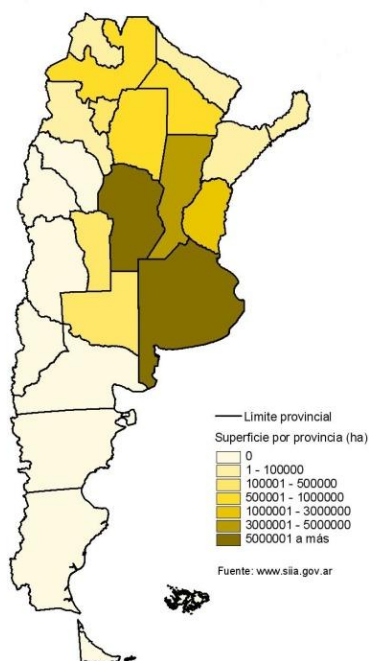 Límite provincial
Superficie por provincia (ha)
0
1 - 100000
100001 - 500000
500001 - 1000000
1000001 - 3000000
3000001 - 5000000
5000001 a más
Fuente: www.siia.gov.ar